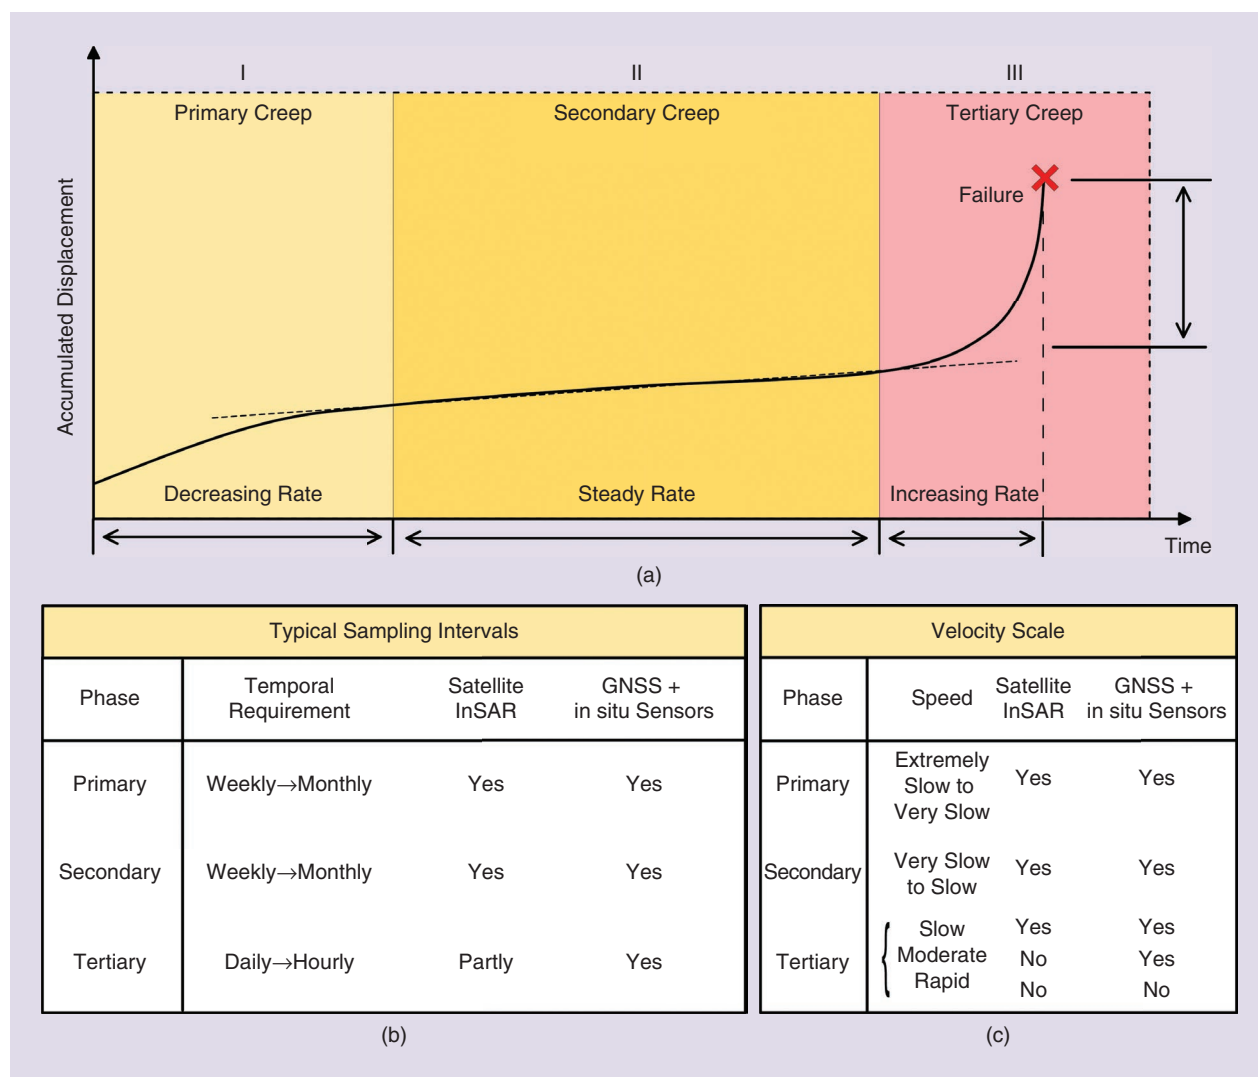 I
II
III
Primary Creep
Secondary Creep
Tertiary Creep
Failure
Accumulated Displacement
Decreasing Rate
Steady Rate
Increasing Rate
Time
(a)
Typical Sampling Intervals
Phase
Temporal
Requirement
Satellite
InSAR
GNSS +
in situ Sensors
Primary
Weekly→Monthly
Yes
Yes
Secondary
Weekly→Monthly
Yes
Yes
Tertiary
Daily→Hourly
Partly
Yes
(b)
Velocity Scale
Phase
Speed
Satellite
InSAR
GNSS +
in situ Sensors
Primary
Extremely
Slow to
Very Slow
Yes
Yes
Secondary
Very Slow
to Slow
Yes
Yes
Tertiary
Slow
Yes
Yes
Moderate
No
Yes
Rapid
No
No
(c)